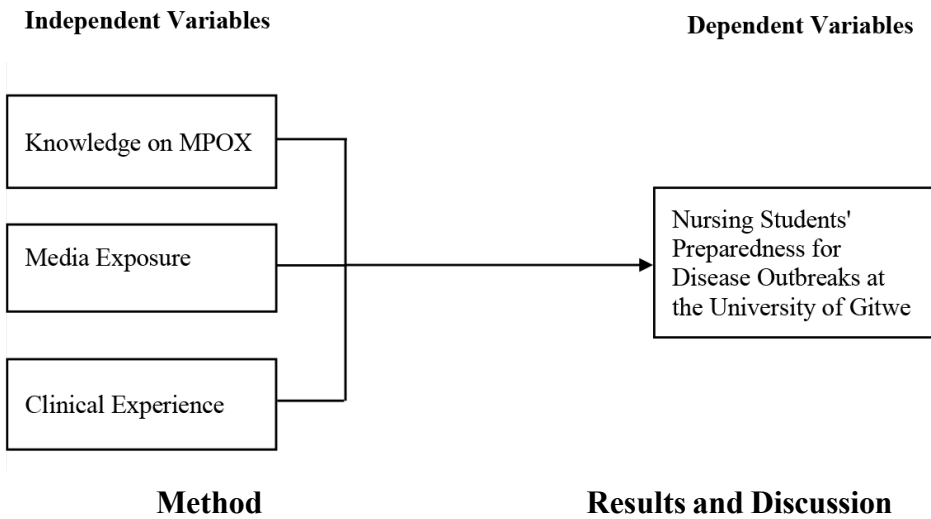 Independent Variables
Dependent Variables
Knowledge on MPOX
Media Exposure
Clinical Experience
Nursing Students'
Preparedness for
Disease Outbreaks at
the University of Gitwe
Method
Results and Discussion